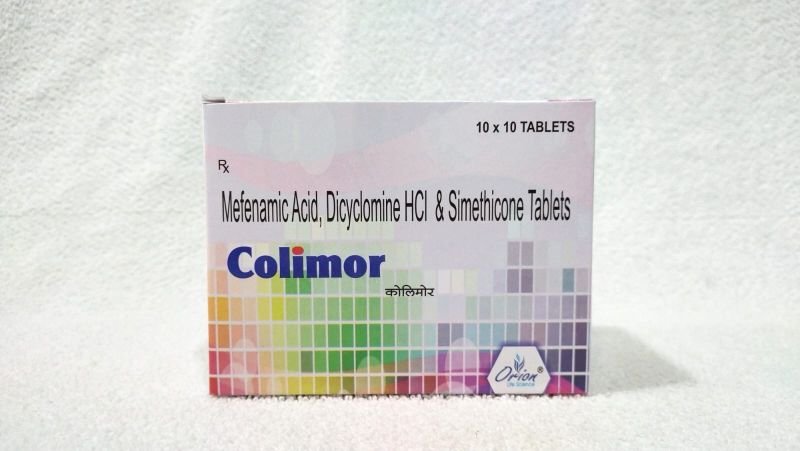 10 x 10 TABLETS
Rx
Mefenamic Acid, Dicyclomine HCl & Simethicone Tablets
Colimor
कोलिमोर
Orion®
Life Science